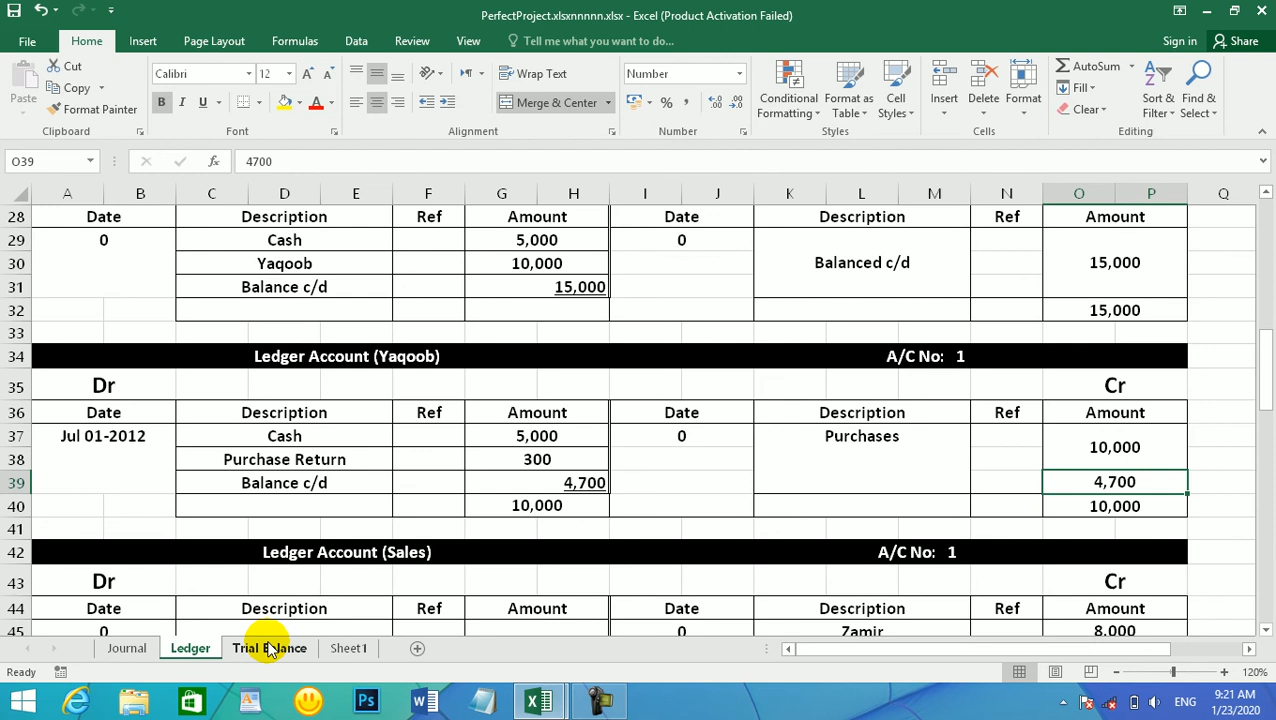 PerfectProject.xlsxnnnnn.xlsx - Excel (Product Activation Failed)
File Home Insert Page Layout Formulas Data Review View Tell me what you want to do... Sign in Share
Paste Cut Copy Format Painter Clipboard
Calibri 12 B I U A A A Font
Wrap Text Merge & Center Alignment
Number % , Number
Conditional Formatting Format as Table Cell Styles Styles
Insert Delete Format Cells
AutoSum Fill Clear Sort & Filter Find & Select Editing
O39 fx 4700
A B C D E F G H I J K L M N O P Q
28 Date Description Ref Amount Date Description Ref Amount
29 0 Cash 5,000 0
30 Yaqoob 10,000 Balanced c/d 15,000
31 Balance c/d 15,000
32 15,000
33
34 Ledger Account (Yaqoob) A/C No: 1
35 Dr Cr
36 Date Description Ref Amount Date Description Ref Amount
37 Jul 01-2012 Cash 5,000 0 Purchases 10,000
38 Purchase Return 300
39 Balance c/d 4,700 4,700
40 10,000 10,000
41
42 Ledger Account (Sales) A/C No: 1
43 Dr Cr
44 Date Description Ref Amount Date Description Ref Amount
45 0 0 Zamir 8,000
Journal Ledger Trial Balance Sheet1
Ready 120%
ENG 9:21 AM
1/23/2020